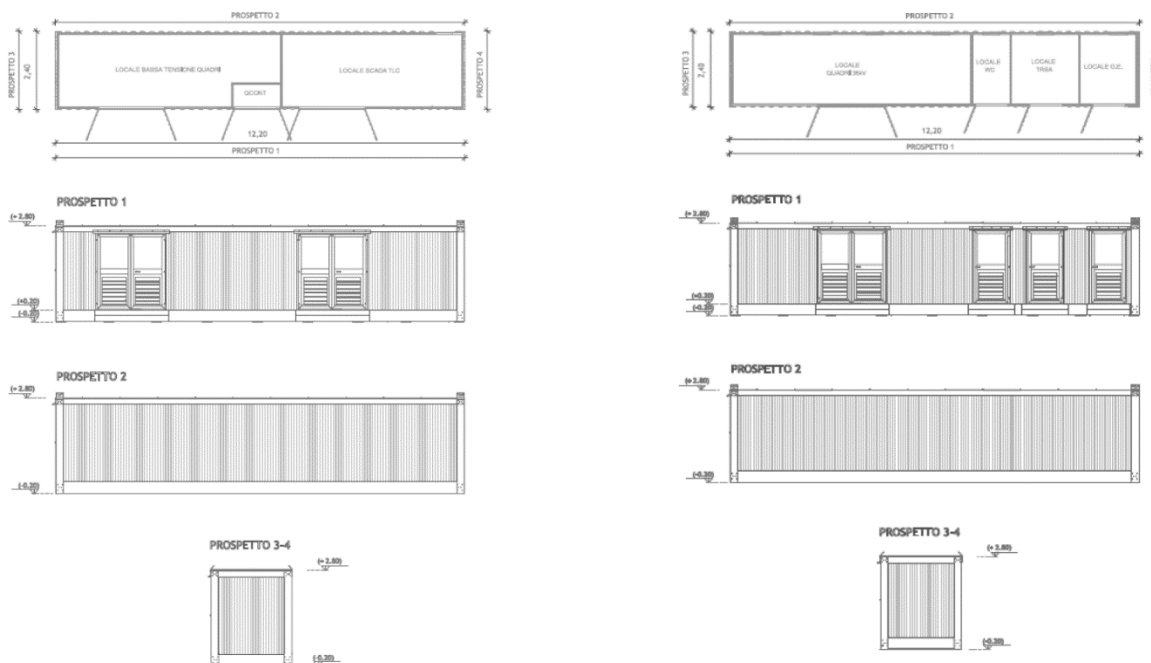 PROSPETTO 2
PROSPETTO 3
2,40
LOCALE BASSA TENSIONE QUADRI
LOCALE SCADA TLC
QCONT
PROSPETTO 4
12,20
PROSPETTO 1
PROSPETTO 1
(+ 2.80)
(+0.20)
(-0.20)
PROSPETTO 2
(+ 2.80)
(-0.20)
PROSPETTO 3-4
(+ 2.80)
(-0.20)
PROSPETTO 2
PROSPETTO 3
2,40
LOCALE
QUADRI 36kV
LOCALE
WC
LOCALE
TRSA
LOCALE G.E.
12,20
PROSPETTO 1
PROSPETTO 1
(+ 2.80)
(+0.20)
(-0.20)
PROSPETTO 2
(+ 2.80)
(-0.20)
PROSPETTO 3-4
(+ 2.80)
(-0.20)